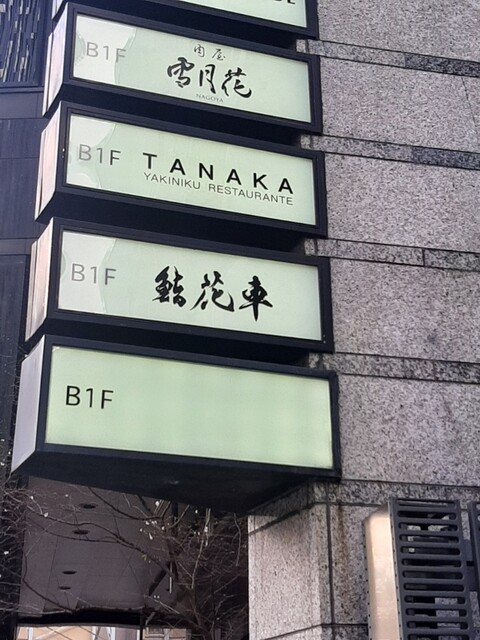 B1F
肉屋
雪月花
NAGOYA
B1F
TANAKA
YAKINIKU RESTAURANTE
B1F
鮨花車
B1F